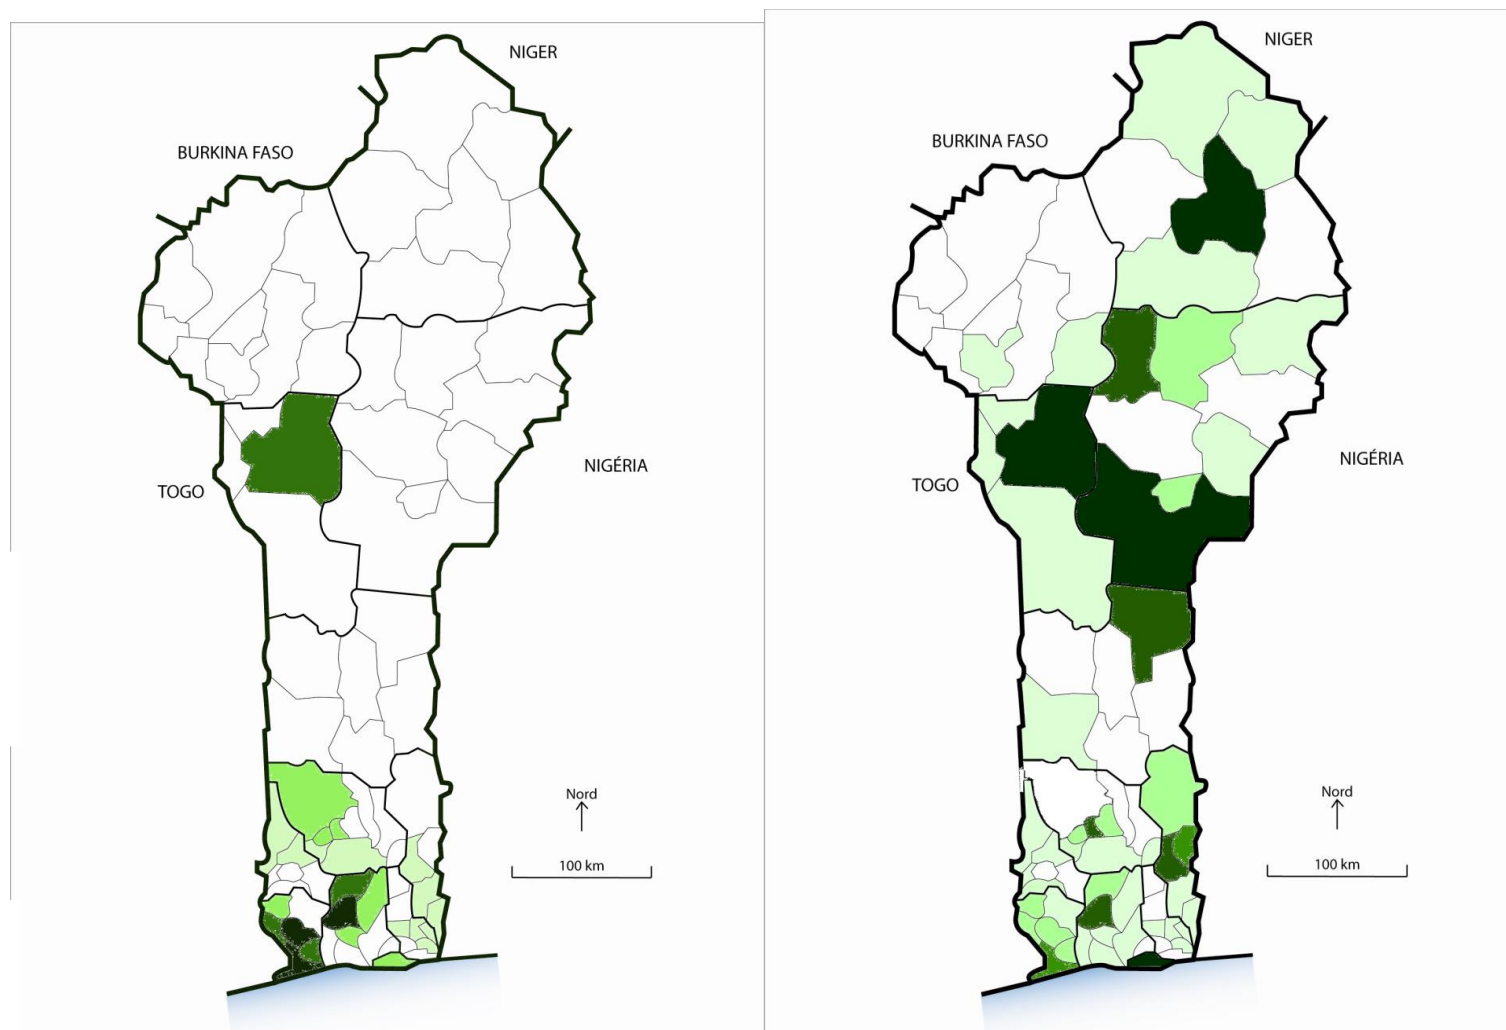 NIGER
BURKINA FASO
NIGÉRIA
TOGO
Nord
100 km
NIGER
BURKINA FASO
NIGÉRIA
TOGO
Nord
100 km